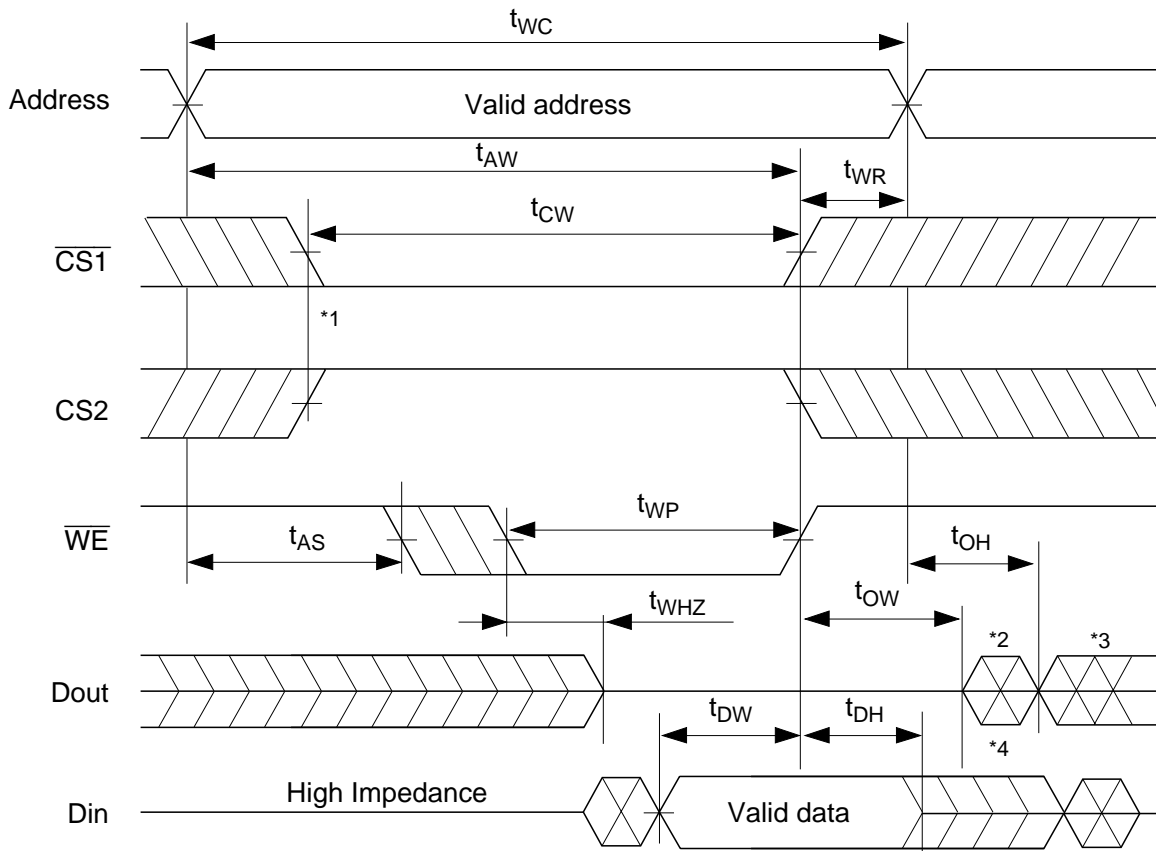 tWC
Address
Valid address
tAW
tWR
tCW
CS1
*1
CS2
WE
tWP
tAS
tOH
tWHZ
tOW
*2
*3
Dout
tDW
tDH
*4
High Impedance
Din
Valid data